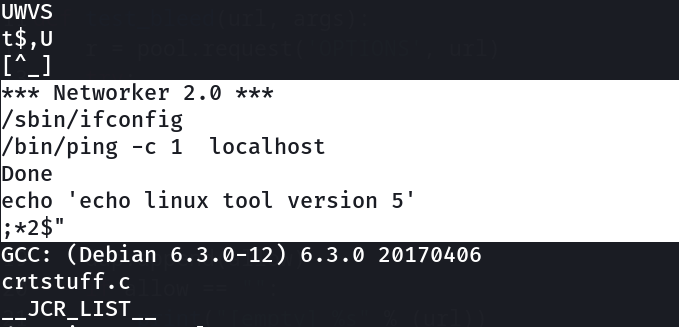 UWVS
t$,U
[^_]
*** Networker 2.0 ***
/sbin/ifconfig
/bin/ping -c 1  localhost
Done
echo 'echo linux tool version 5'
;*2$"
GCC: (Debian 6.3.0-12) 6.3.0 20170406
crtstuff.c
__JCR_LIST__